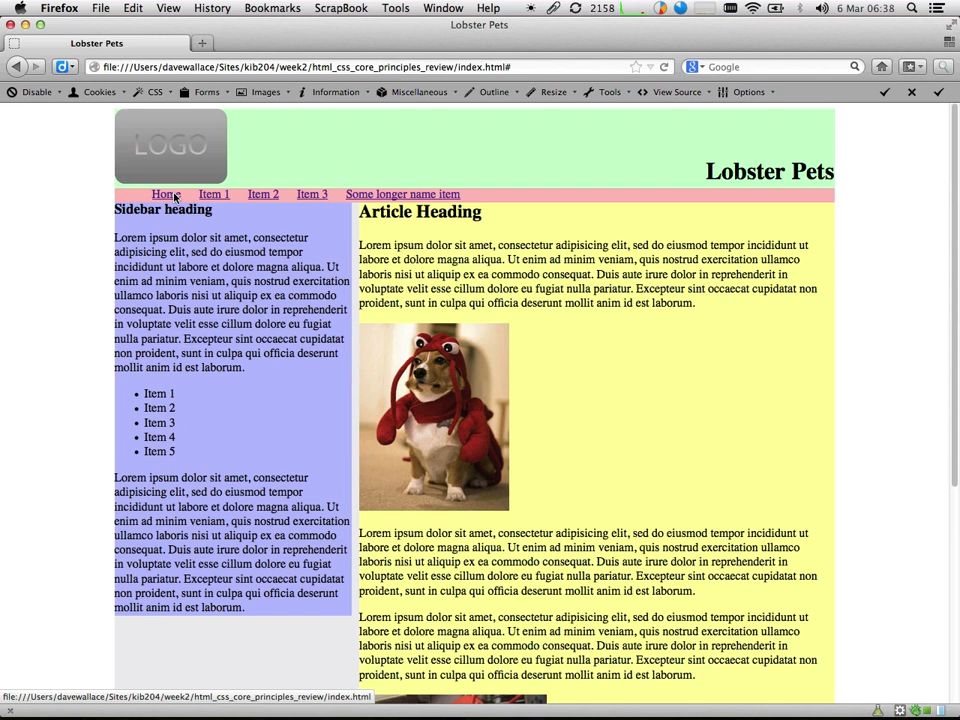 Firefox File Edit View History Bookmarks ScrapBook Tools Window Help 2158 6 Mar 06:38
Lobster Pets
Lobster Pets
file:///Users/davewallace/Sites/kib204/week2/html_css_core_principles_review/index.html# Google
Disable Cookies CSS Forms Images Information Miscellaneous Outline Resize Tools View Source Options
LOGO
Lobster Pets
Home Item 1 Item 2 Item 3 Some longer name item
Sidebar heading
Lorem ipsum dolor sit amet, consectetur
adipisicing elit, sed do eiusmod tempor
incididunt ut labore et dolore magna aliqua. Ut
enim ad minim veniam, quis nostrud exercitation
ullamco laboris nisi ut aliquip ex ea commodo
consequat. Duis aute irure dolor in reprehenderit
in voluptate velit esse cillum dolore eu fugiat
nulla pariatur. Excepteur sint occaecat cupidatat
non proident, sunt in culpa qui officia deserunt
mollit anim id est laborum.
Item 1
Item 2
Item 3
Item 4
Item 5
Lorem ipsum dolor sit amet, consectetur
adipisicing elit, sed do eiusmod tempor
incididunt ut labore et dolore magna aliqua. Ut
enim ad minim veniam, quis nostrud exercitation
ullamco laboris nisi ut aliquip ex ea commodo
consequat. Duis aute irure dolor in reprehenderit
in voluptate velit esse cillum dolore eu fugiat
nulla pariatur. Excepteur sint occaecat cupidatat
non proident, sunt in culpa qui officia deserunt
mollit anim id est laborum.
Article Heading
Lorem ipsum dolor sit amet, consectetur adipisicing elit, sed do eiusmod tempor incididunt ut
labore et dolore magna aliqua. Ut enim ad minim veniam, quis nostrud exercitation ullamco
laboris nisi ut aliquip ex ea commodo consequat. Duis aute irure dolor in reprehenderit in
voluptate velit esse cillum dolore eu fugiat nulla pariatur. Excepteur sint occaecat cupidatat non
proident, sunt in culpa qui officia deserunt mollit anim id est laborum.
Lorem ipsum dolor sit amet, consectetur adipisicing elit, sed do eiusmod tempor incididunt ut
labore et dolore magna aliqua. Ut enim ad minim veniam, quis nostrud exercitation ullamco
laboris nisi ut aliquip ex ea commodo consequat. Duis aute irure dolor in reprehenderit in
voluptate velit esse cillum dolore eu fugiat nulla pariatur. Excepteur sint occaecat cupidatat non
proident, sunt in culpa qui officia deserunt mollit anim id est laborum.
Lorem ipsum dolor sit amet, consectetur adipisicing elit, sed do eiusmod tempor incididunt ut
labore et dolore magna aliqua. Ut enim ad minim veniam, quis nostrud exercitation ullamco
laboris nisi ut aliquip ex ea commodo consequat. Duis aute irure dolor in reprehenderit in
voluptate velit esse cillum dolore eu fugiat nulla pariatur. Excepteur sint occaecat cupidatat non
proident, sunt in culpa qui officia deserunt mollit anim id est laborum.
file:///Users/davewallace/Sites/kib204/week2/html_css_core_principles_review/index.html